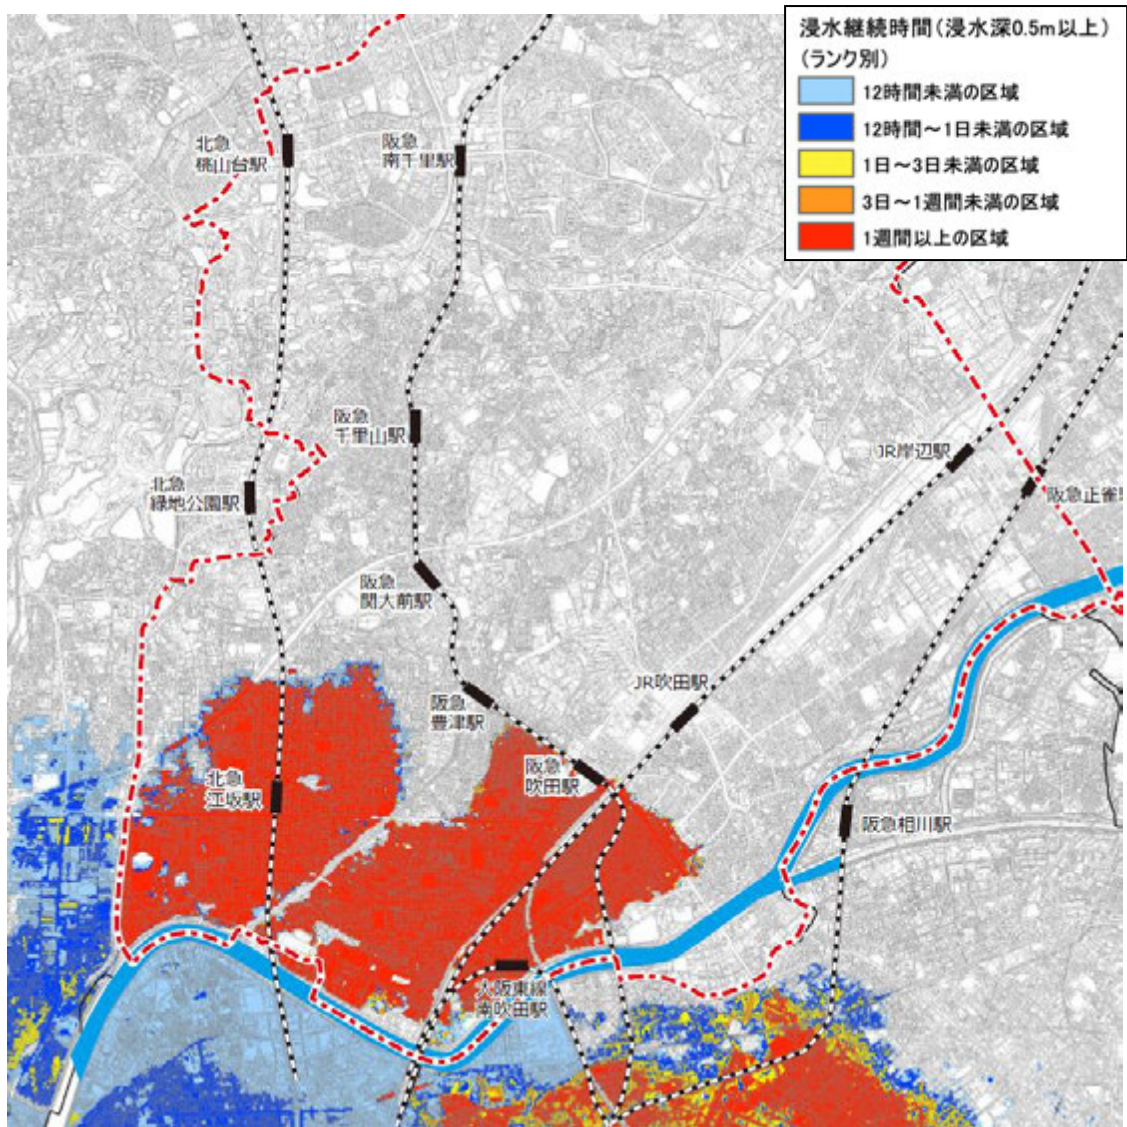 浸水継続時間(浸水深0.5m以上)
(ランク別)
12時間未満の区域
12時間～1日未満の区域
1日～3日未満の区域
3日～1週間未満の区域
1週間以上の区域
北急
桃山台駅
阪急
南千里駅
阪急
千里山駅
JR岸辺駅
北急
緑地公園駅
阪急正雀駅
阪急
関大前駅
JR吹田駅
阪急
豊津駅
阪急
吹田駅
北急
江坂駅
阪急相川駅
大阪東線
南吹田駅